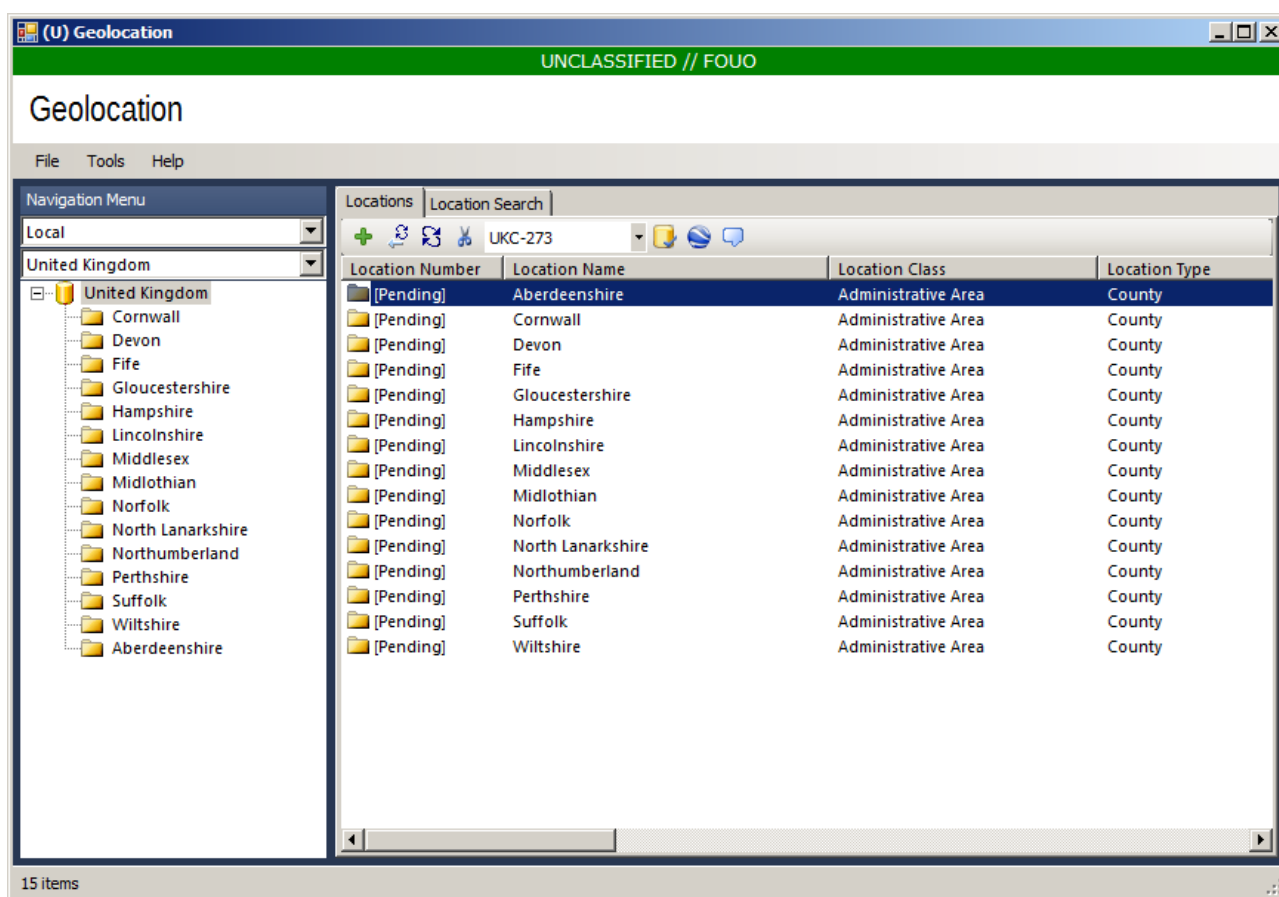 (U) Geolocation
UNCLASSIFIED // FOUO
Geolocation
File Tools Help
Navigation Menu
Local
United Kingdom
United Kingdom
Cornwall
Devon
Fife
Gloucestershire
Hampshire
Lincolnshire
Middlesex
Midlothian
Norfolk
North Lanarkshire
Northumberland
Perthshire
Suffolk
Wiltshire
Aberdeenshire
Locations Location Search
UKC-273
Location Number Location Name Location Class Location Type
[Pending] Aberdeenshire Administrative Area County
[Pending] Cornwall Administrative Area County
[Pending] Devon Administrative Area County
[Pending] Fife Administrative Area County
[Pending] Gloucestershire Administrative Area County
[Pending] Hampshire Administrative Area County
[Pending] Lincolnshire Administrative Area County
[Pending] Middlesex Administrative Area County
[Pending] Midlothian Administrative Area County
[Pending] Norfolk Administrative Area County
[Pending] North Lanarkshire Administrative Area County
[Pending] Northumberland Administrative Area County
[Pending] Perthshire Administrative Area County
[Pending] Suffolk Administrative Area County
[Pending] Wiltshire Administrative Area County
15 items